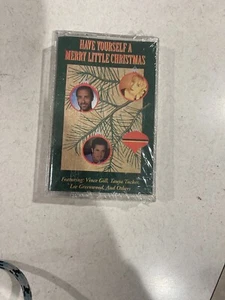 HAVE YOURSELF A
MERRY LITTLE CHRISTMAS
Featuring: Vince Gill, Tanya Tucker,
Lee Greenwood, And Others